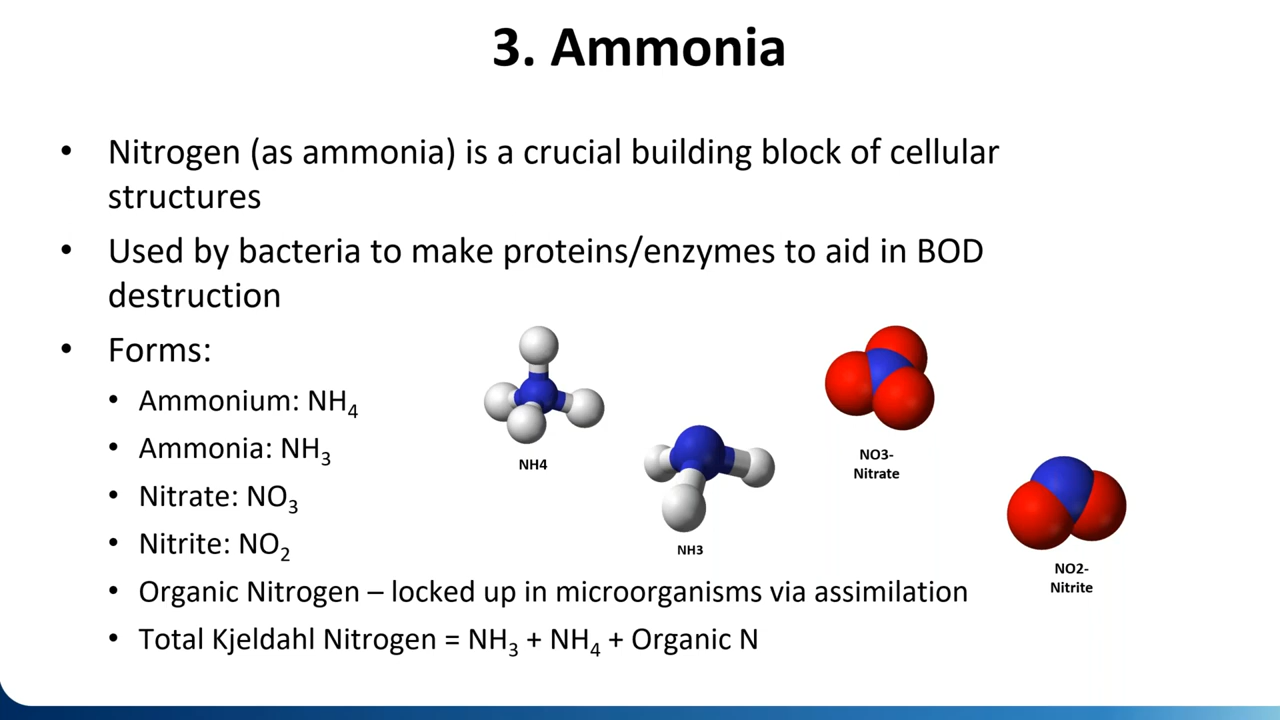 3. Ammonia
• Nitrogen (as ammonia) is a crucial building block of cellular
structures
• Used by bacteria to make proteins/enzymes to aid in BOD
destruction
• Forms:
• Ammonium: NH₄
• Ammonia: NH₃
• Nitrate: NO₃
• Nitrite: NO₂
• Organic Nitrogen – locked up in microorganisms via assimilation
• Total Kjeldahl Nitrogen = NH₃ + NH₄ + Organic N
NH4
NH3
NO3-
Nitrate
NO2-
Nitrite